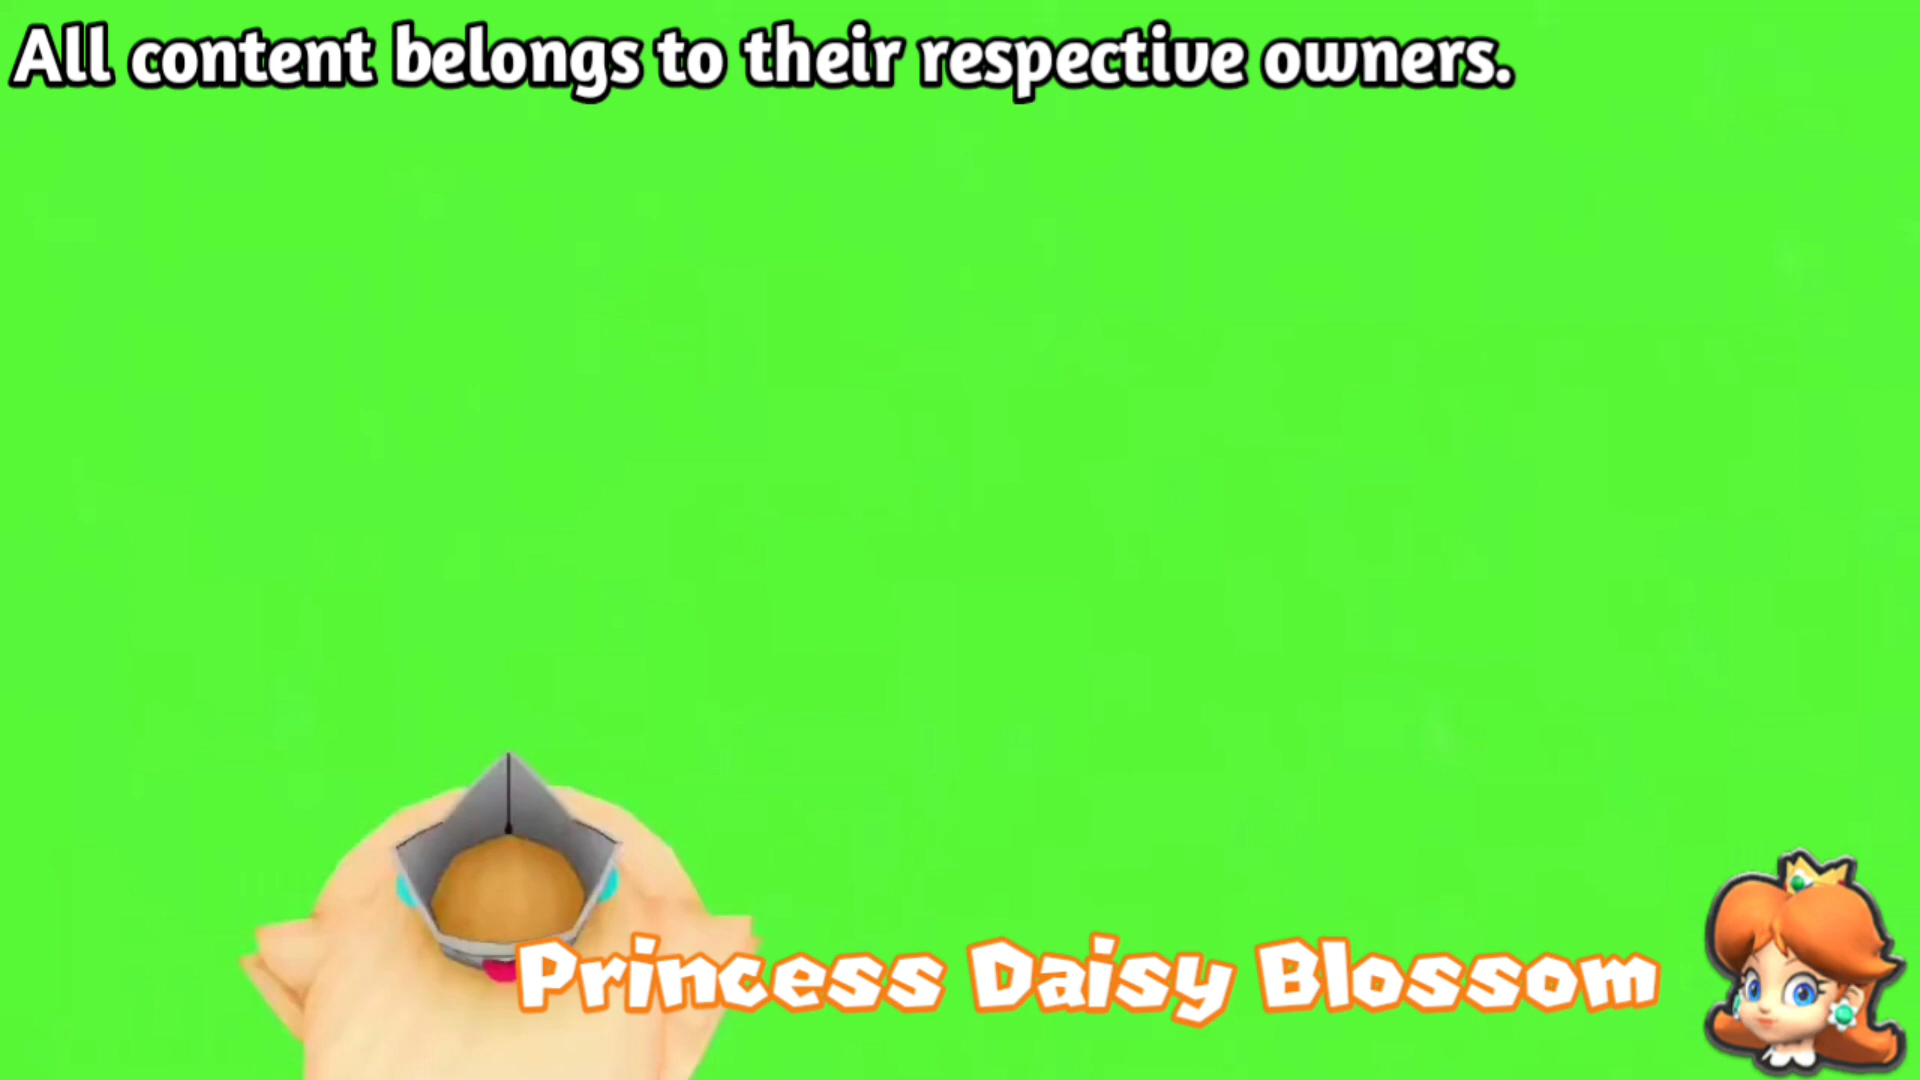 All content belongs to their respective owners.
Princess Daisy Blossom